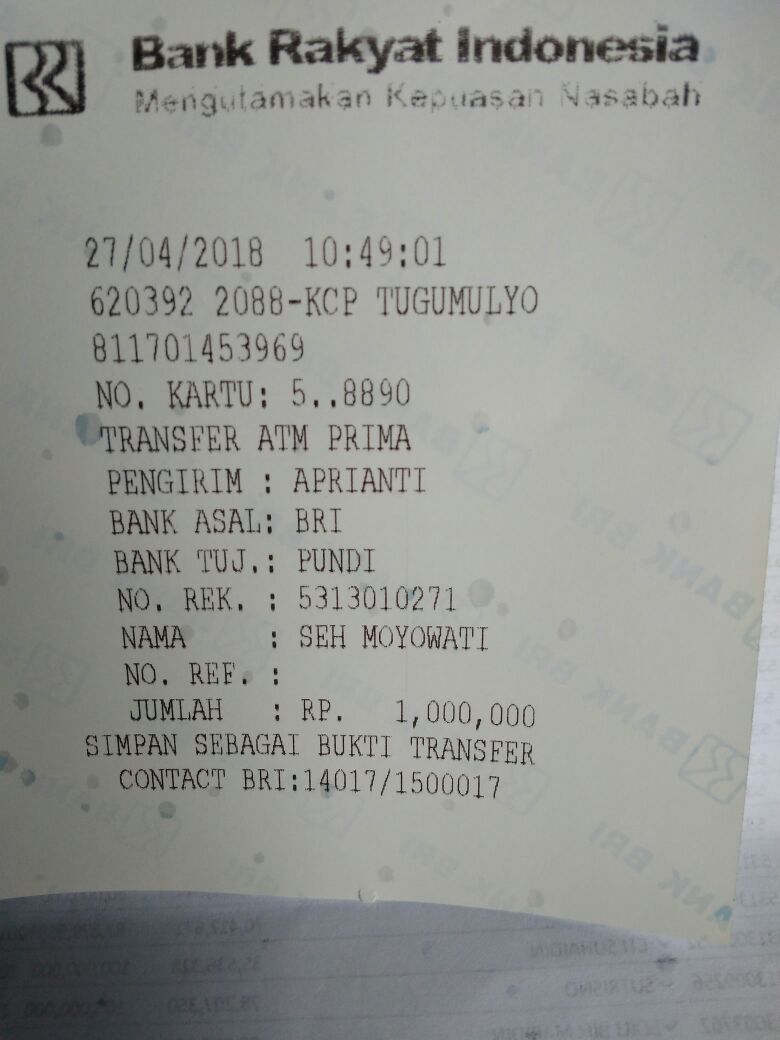 Bank Rakyat Indonesia
Mengutamakan Kepuasan Nasabah
27/04/2018 10:49:01
620392 2088-KCP TUGUMULYO
811701453969
NO. KARTU: 5..8890
TRANSFER ATM PRIMA
PENGIRIM : APRIANTI
BANK ASAL: BRI
BANK TUJ.: PUNDI
NO. REK. : 5313010271
NAMA : SEH MOYOWATI
NO. REF. :
JUMLAH : RP. 1,000,000
SIMPAN SEBAGAI BUKTI TRANSFER
CONTACT BRI:14017/1500017